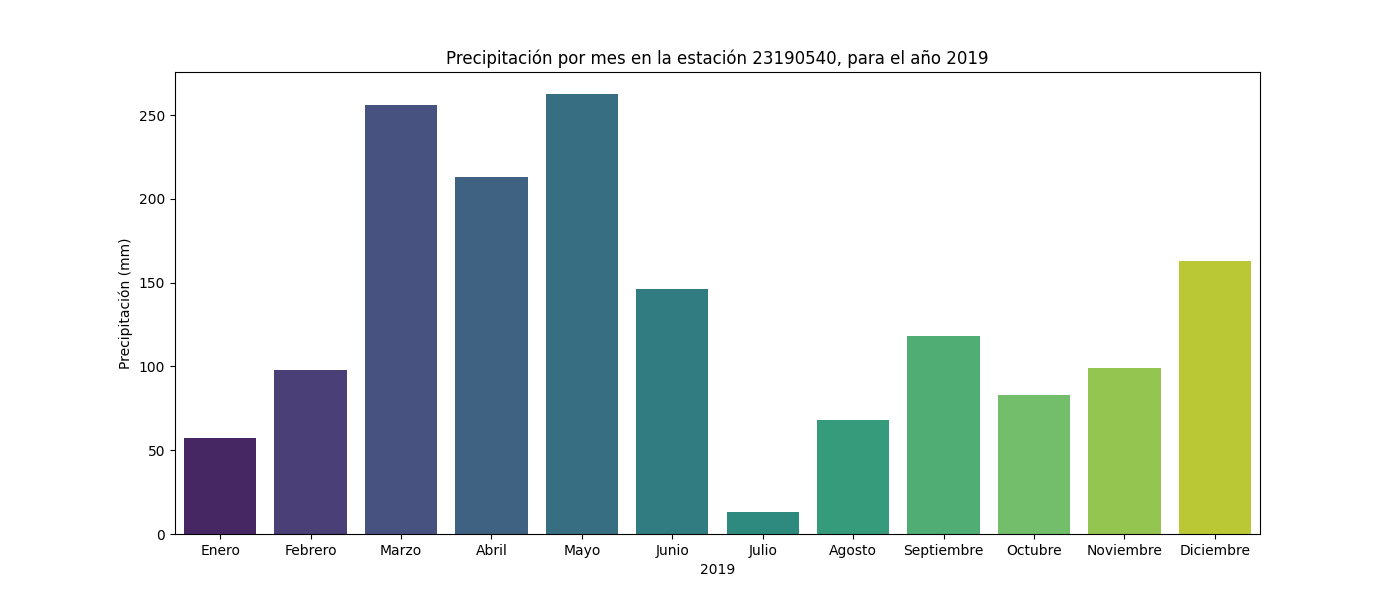 Precipitación por mes en la estación 23190540, para el año 2019
Precipitación (mm)
250
200
150
100
50
0
Enero Febrero Marzo Abril Mayo Junio Julio Agosto Septiembre Octubre Noviembre Diciembre
2019